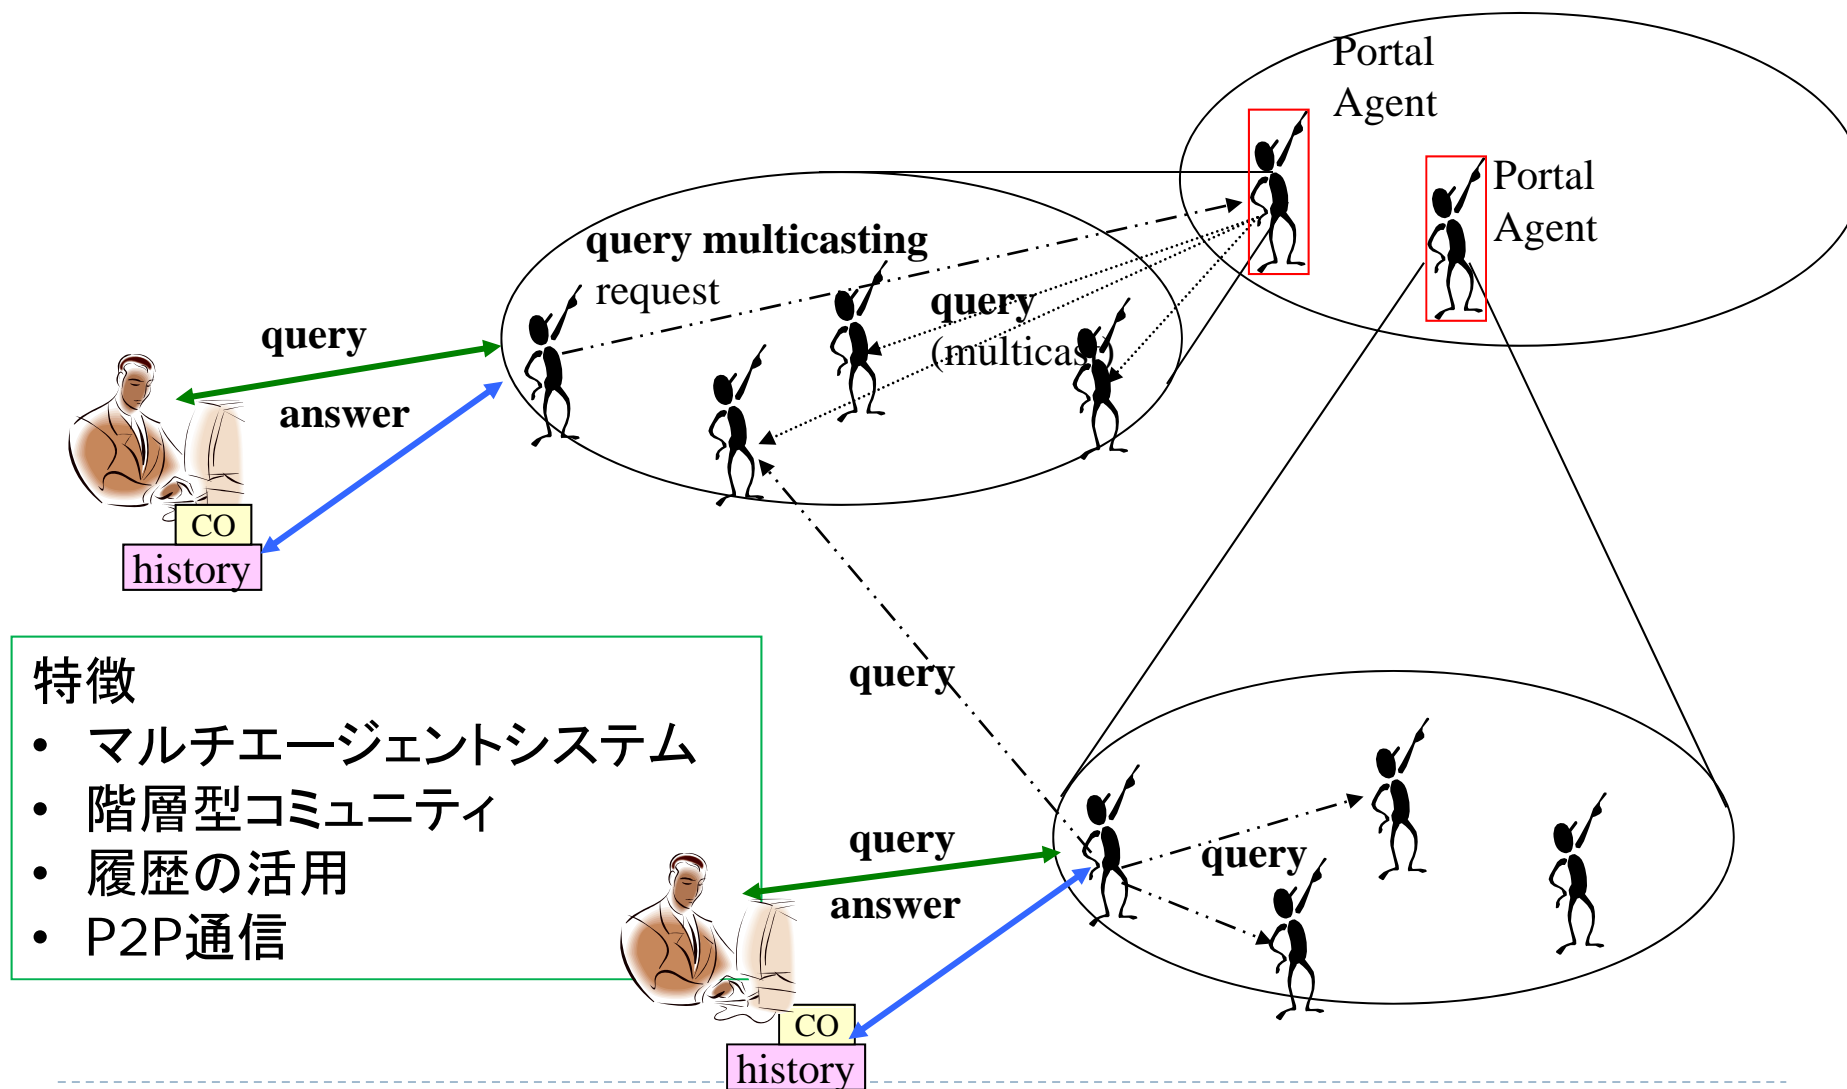 Portal
Agent
Portal
Agent
query multicasting
request
query
(multicast)
query
answer
CO
history
query
特徴
• マルチエージェントシステム
• 階層型コミュニティ
• 履歴の活用
• P2P通信
query
answer
query
CO
history